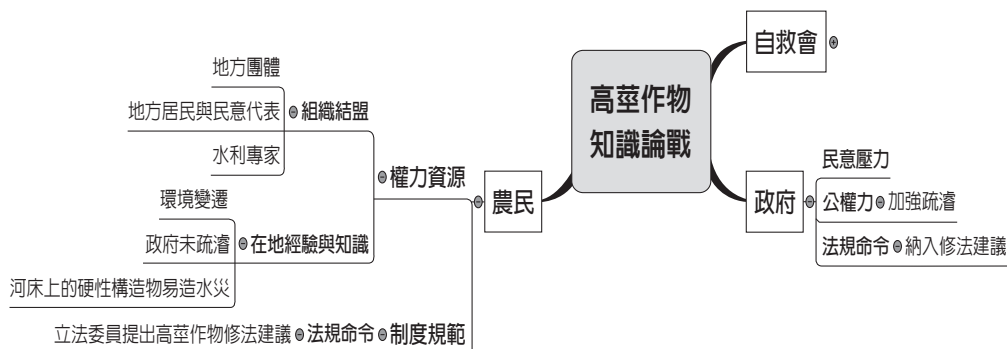 高莖作物
知識論戰
自救會
政府
民意壓力
公權力 加強疏濬
法規命令 納入修法建議
農民
權力資源
組織結盟
地方團體
地方居民與民意代表
水利專家
在地經驗與知識
環境變遷
政府未疏濬
河床上的硬性構造物易造水災
制度規範
法規命令
立法委員提出高莖作物修法建議